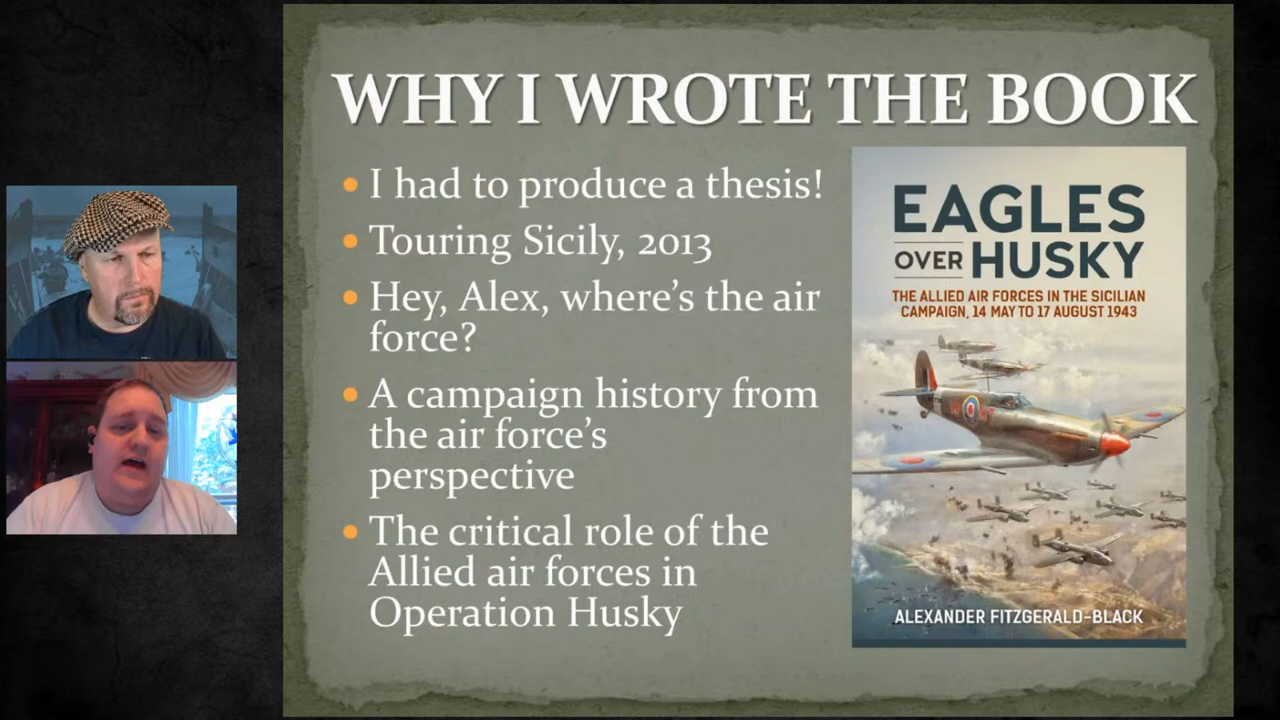 WHY I WROTE THE BOOK
I had to produce a thesis!
Touring Sicily, 2013
Hey, Alex, where's the air
force?
A campaign history from
the air force's
perspective
The critical role of the
Allied air forces in
Operation Husky
EAGLES
OVER HUSKY
THE ALLIED AIR FORCES IN THE SICILIAN
CAMPAIGN, 14 MAY TO 17 AUGUST 1943
ALEXANDER FITZGERALD-BLACK